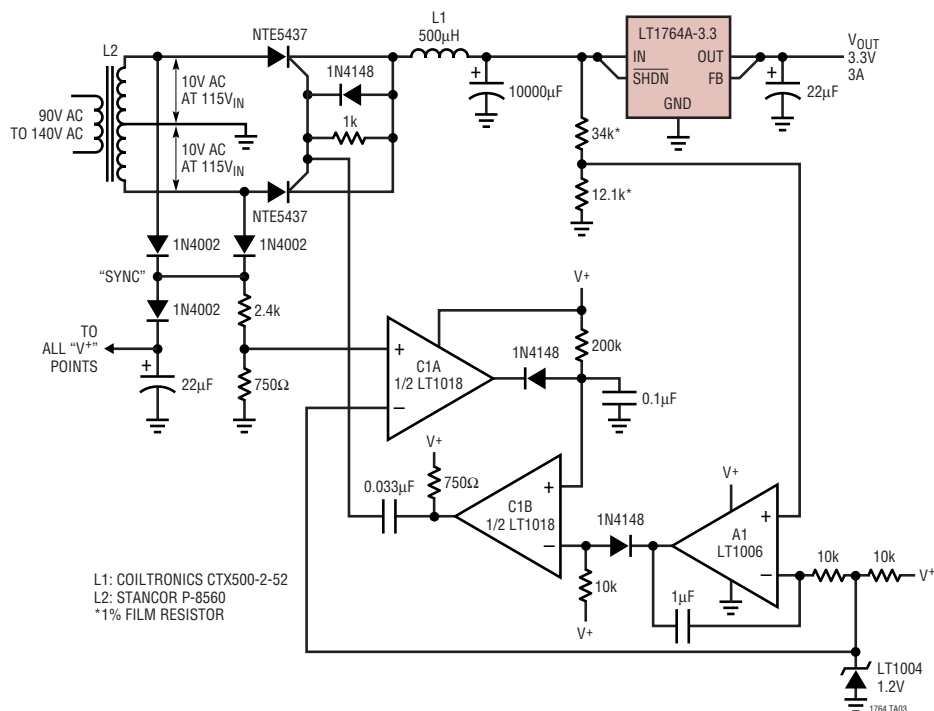 L1
500µH
L2
NTE5437
1N4148
1k
NTE5437
10V AC
AT 115VIN
10V AC
AT 115VIN
90V AC
TO 140V AC
+
10000µF
LT1764A-3.3
IN
OUT
SHDN
FB
GND
+
22µF
VOUT
3.3V
3A
34k*
12.1k*
1N4002
1N4002
"SYNC"
1N4002
2.4k
TO
ALL "V+"
POINTS
+
22µF
750Ω
+
–
C1A
1/2 LT1018
V+
200k
1N4148
0.1µF
V+
750Ω
0.033µF
+
–
C1B
1/2 LT1018
1N4148
10k
V+
V+
+
–
A1
LT1006
1µF
10k
10k
V+
LT1004
1.2V
L1: COILTRONICS CTX500-2-52
L2: STANCOR P-8560
*1% FILM RESISTOR
1764 TA03